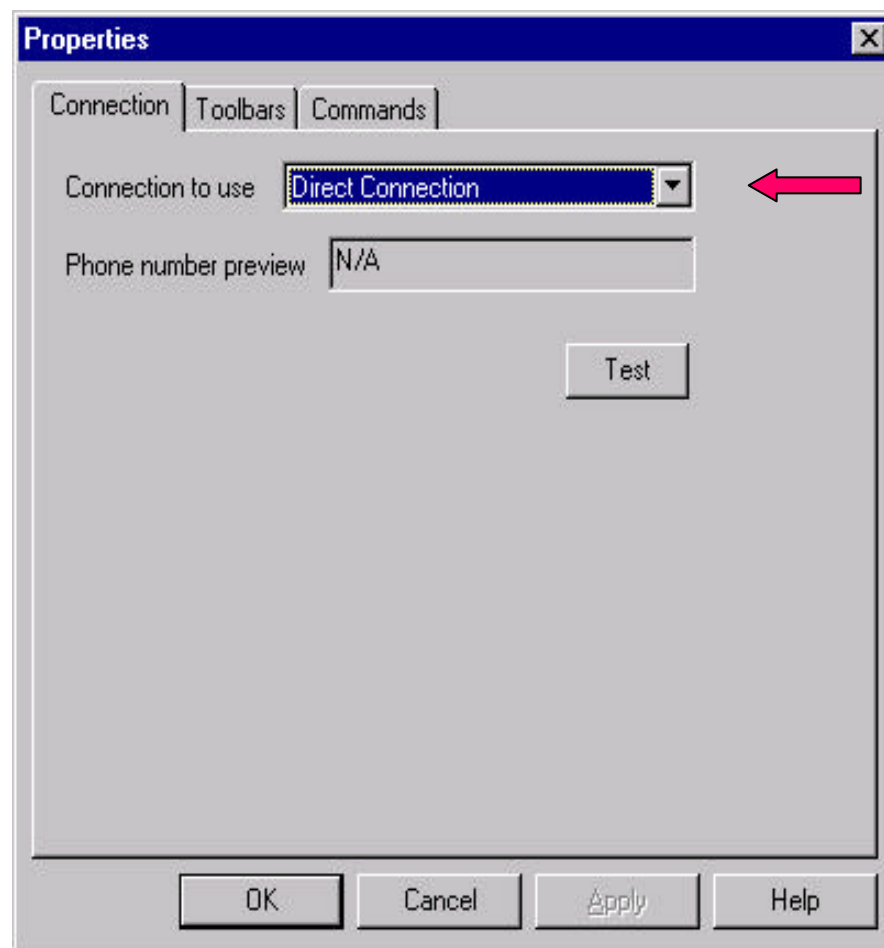 Properties
Connection Toolbars Commands
Connection to use Direct Connection
Phone number preview N/A
Test
OK Cancel Apply Help